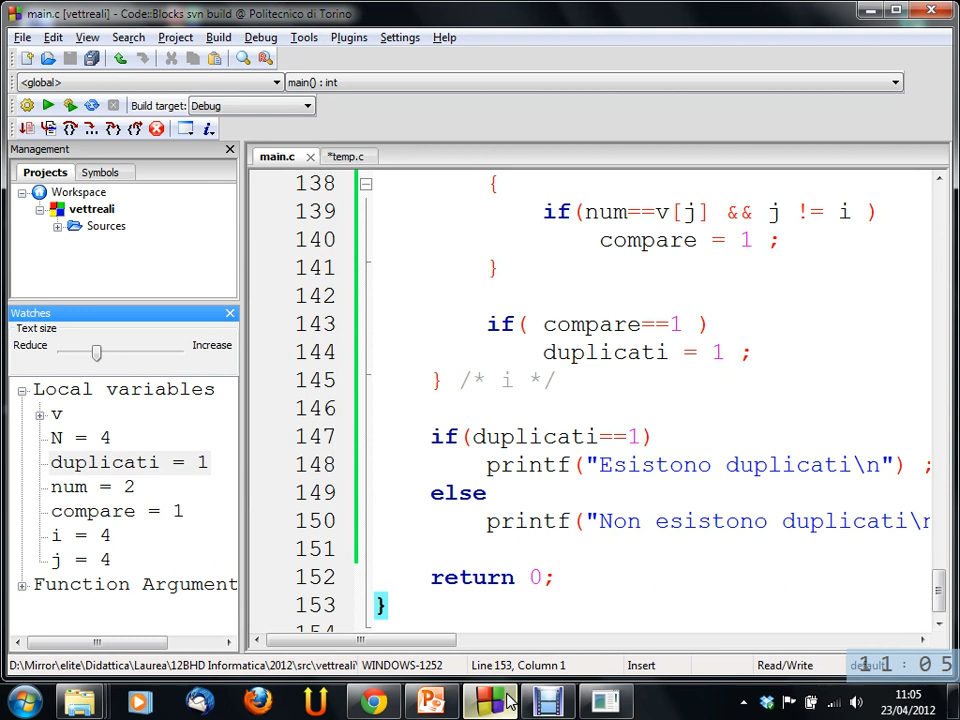 main.c [vettreali] - Code::Blocks svn build @ Politecnico di Torino
File Edit View Search Project Build Debug Tools Plugins Settings Help
<global> main() : int
Build target: Debug
Management
Projects Symbols
Workspace
vettreali
Sources
Watches
Text size
Reduce Increase
Local variables
v
N = 4
duplicati = 1
num = 2
compare = 1
i = 4
j = 4
Function Argument
main.c *temp.c
138 {
139 if(num==v[j] && j != i )
140 compare = 1 ;
141 }
142
143 if( compare==1 )
144 duplicati = 1 ;
145 } /* i */
146
147 if(duplicati==1)
148 printf("Esistono duplicati\n") ;
149 else
150 printf("Non esistono duplicati\n
151
152 return 0;
153 }
D:\Mirror\elite\Didattica\Laurea\12BHD Informatica\2012\src\vettreali\ WINDOWS-1252 Line 153, Column 1 Insert Read/Write default
11:05
11:05
23/04/2012